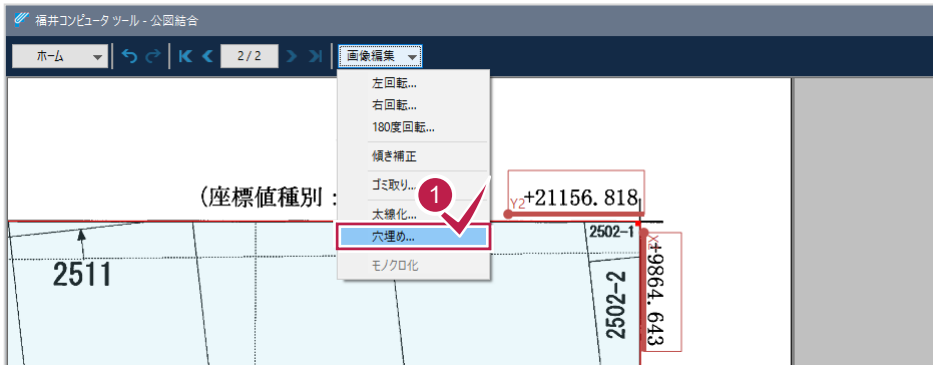 福井コンピュータ ツール - 公図結合
ホーム
2/2
画像編集
左回転...
右回転...
180度回転...
傾き補正
ゴミ取り...
太線化...
穴埋め...
モノクロ化
1
(座標値種別:
Y2
+21156.818
2502-1
X2
+9864.643
2511
2502-2